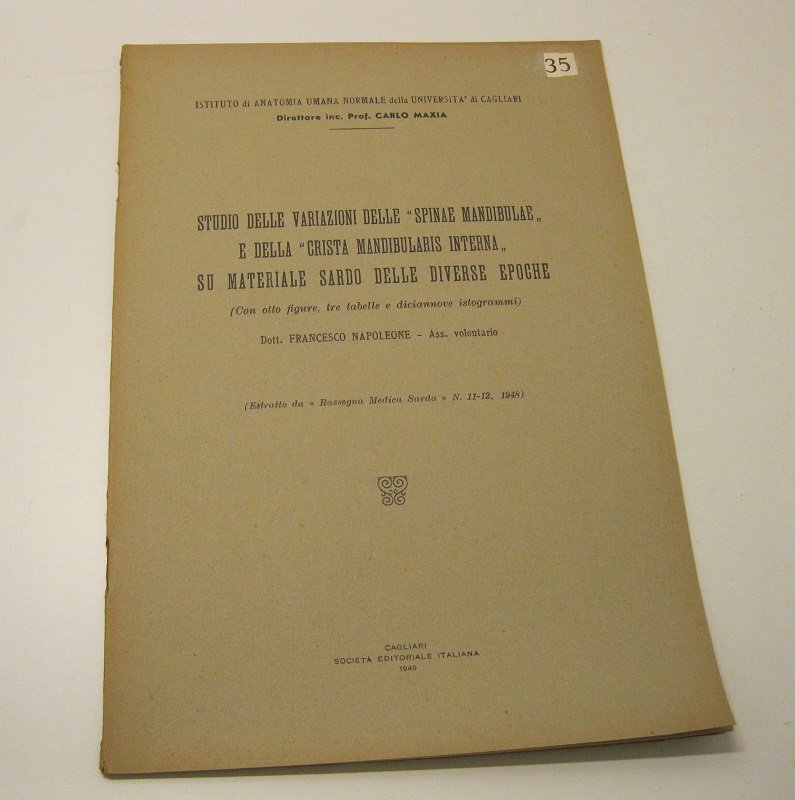 35
ISTITUTO di ANATOMIA UMANA NORMALE della UNIVERSITA' di CAGLIARI
Direttore inc. Prof. CARLO MAXIA
STUDIO DELLE VARIAZIONI DELLE “SPINAE MANDIBULAE„
E DELLA “CRISTA MANDIBULARIS INTERNA„
SU MATERIALE SARDO DELLE DIVERSE EPOCHE
(Con otto figure, tre tabelle e diciannove istogrammi)
Dott. FRANCESCO NAPOLEONE - Ass. volontario
(Estratto da « Rassegna Medica Sarda » N. 11-12, 1948)
CAGLIARI
SOCIETÀ EDITORIALE ITALIANA
1949